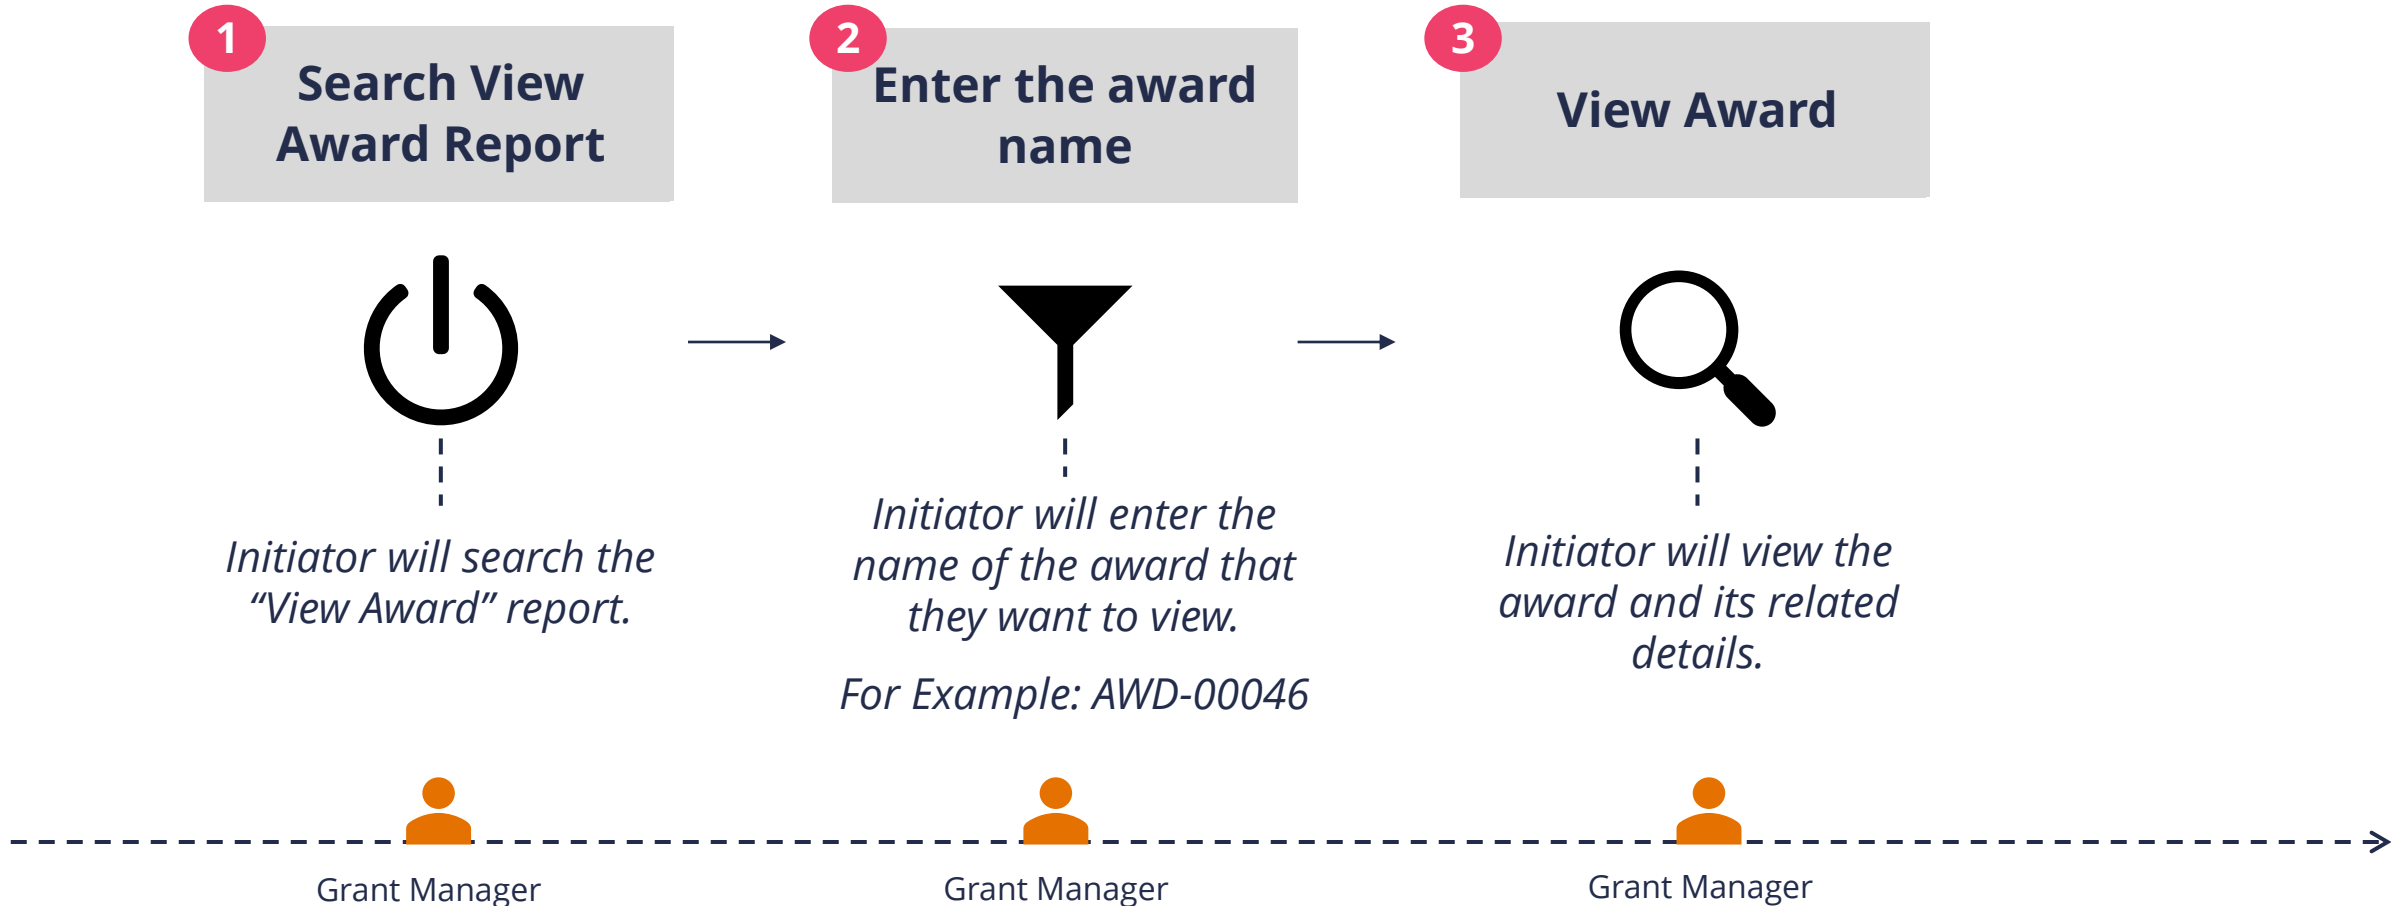 1
Search View
Award Report
Initiator will search the
“View Award” report.
Grant Manager
2
Enter the award
name
Initiator will enter the
name of the award that
they want to view.
For Example: AWD-00046
Grant Manager
3
View Award
Initiator will view the
award and its related
details.
Grant Manager